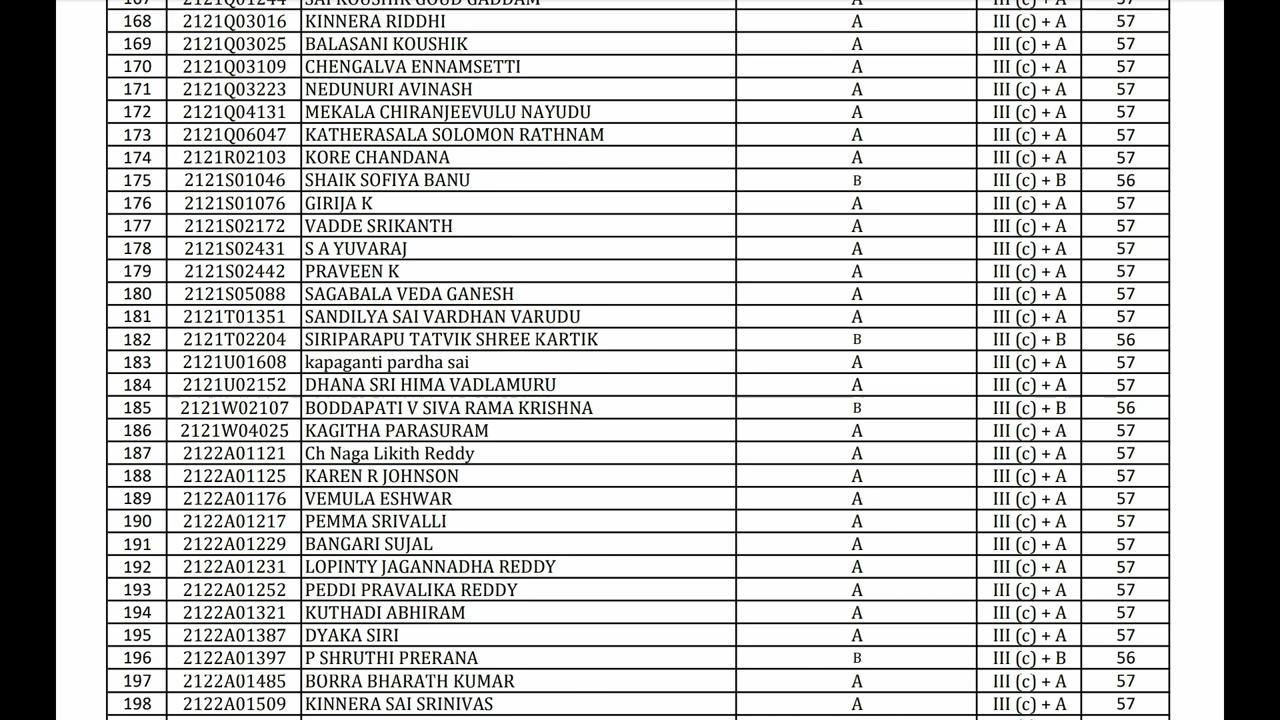 167 2121Q01244 SAI KOUSHIK GOUD GADDAM A III (c) + A 57
168 2121Q03016 KINNERA RIDDHI A III (c) + A 57
169 2121Q03025 BALASANI KOUSHIK A III (c) + A 57
170 2121Q03109 CHENGALVA ENNAMSETTI A III (c) + A 57
171 2121Q03223 NEDUNURI AVINASH A III (c) + A 57
172 2121Q04131 MEKALA CHIRANJEEVULU NAYUDU A III (c) + A 57
173 2121Q06047 KATHERASALA SOLOMON RATHNAM A III (c) + A 57
174 2121R02103 KORE CHANDANA A III (c) + A 57
175 2121S01046 SHAIK SOFIYA BANU B III (c) + B 56
176 2121S01076 GIRIJA K A III (c) + A 57
177 2121S02172 VADDE SRIKANTH A III (c) + A 57
178 2121S02431 S A YUVARAJ A III (c) + A 57
179 2121S02442 PRAVEEN K A III (c) + A 57
180 2121S05088 SAGABALA VEDA GANESH A III (c) + A 57
181 2121T01351 SANDILYA SAI VARDHAN VARUDU A III (c) + A 57
182 2121T02204 SIRIPARAPU TATVIK SHREE KARTIK B III (c) + B 56
183 2121U01608 kapaganti pardha sai A III (c) + A 57
184 2121U02152 DHANA SRI HIMA VADLAMURU A III (c) + A 57
185 2121W02107 BODDAPATI V SIVA RAMA KRISHNA B III (c) + B 56
186 2121W04025 KAGITHA PARASURAM A III (c) + A 57
187 2122A01121 Ch Naga Likith Reddy A III (c) + A 57
188 2122A01125 KAREN R JOHNSON A III (c) + A 57
189 2122A01176 VEMULA ESHWAR A III (c) + A 57
190 2122A01217 PEMMA SRIVALLI A III (c) + A 57
191 2122A01229 BANGARI SUJAL A III (c) + A 57
192 2122A01231 LOPINTY JAGANNADHA REDDY A III (c) + A 57
193 2122A01252 PEDDI PRAVALIKA REDDY A III (c) + A 57
194 2122A01321 KUTHADI ABHIRAM A III (c) + A 57
195 2122A01387 DYAKA SIRI A III (c) + A 57
196 2122A01397 P SHRUTHI PRERANA B III (c) + B 56
197 2122A01485 BORRA BHARATH KUMAR A III (c) + A 57
198 2122A01509 KINNERA SAI SRINIVAS A III (c) + A 57